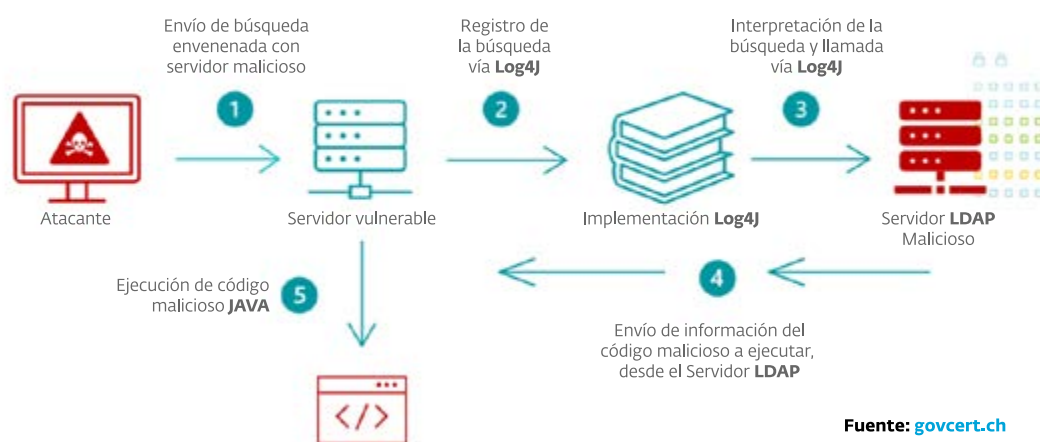 Envío de búsqueda
envenenada con
servidor malicioso
1
Registro de
la búsqueda
vía Log4J
2
Interpretación de la
búsqueda y llamada
vía Log4J
3
Atacante
Servidor vulnerable
Implementación Log4J
Servidor LDAP
Malicioso
4
Envío de información del
código malicioso a ejecutar,
desde el Servidor LDAP
Ejecución de código
malicioso JAVA
5
</>
Fuente: govcert.ch